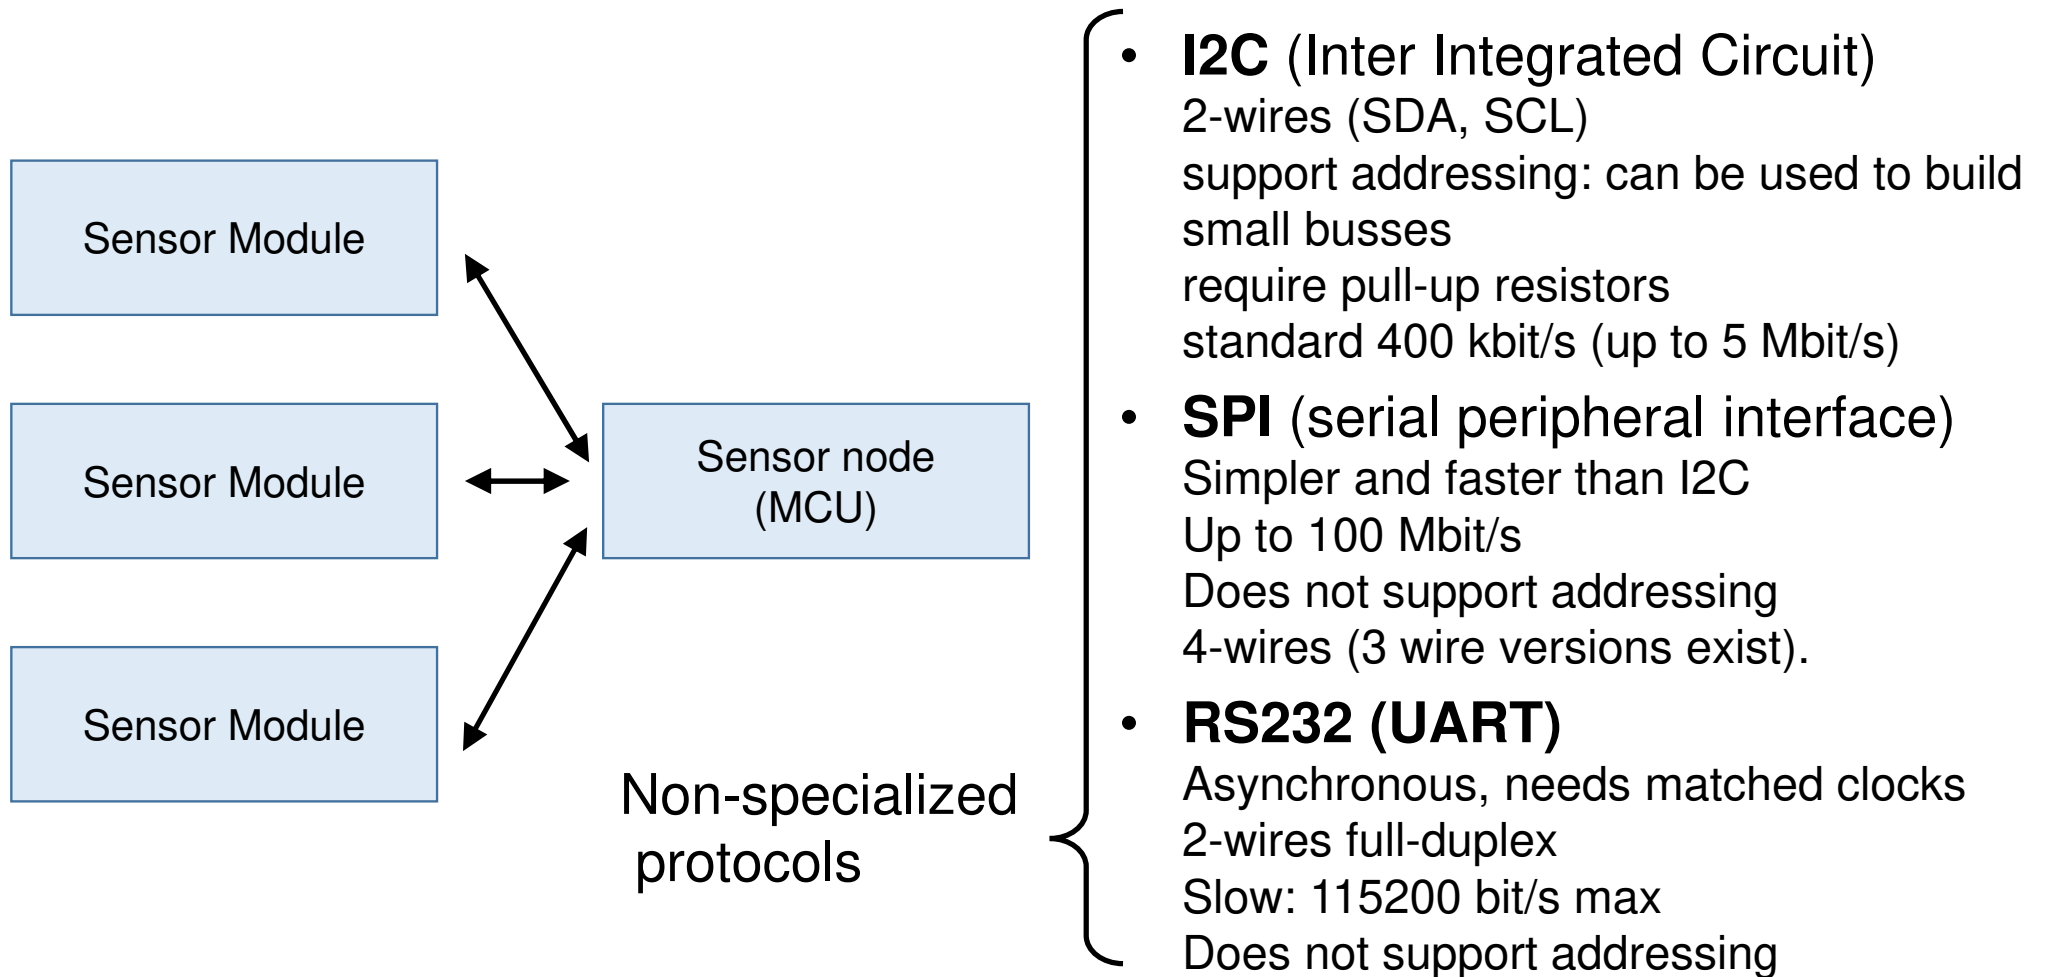 Sensor Module
Sensor Module
Sensor Module
Sensor node
(MCU)
Non-specialized
protocols
• I2C (Inter Integrated Circuit)
2-wires (SDA, SCL)
support addressing: can be used to build
small busses
require pull-up resistors
standard 400 kbit/s (up to 5 Mbit/s)
• SPI (serial peripheral interface)
Simpler and faster than I2C
Up to 100 Mbit/s
Does not support addressing
4-wires (3 wire versions exist).
• RS232 (UART)
Asynchronous, needs matched clocks
2-wires full-duplex
Slow: 115200 bit/s max
Does not support addressing